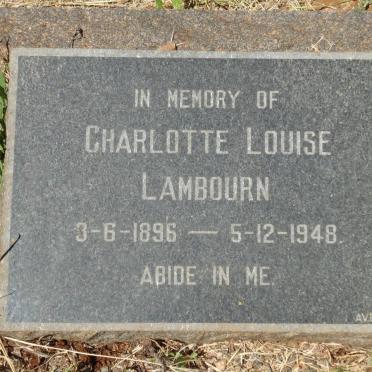 IN MEMORY OF
CHARLOTTE LOUISE
LAMBOURN
3-6-1896 — 5-12-1948.
ABIDE IN ME.